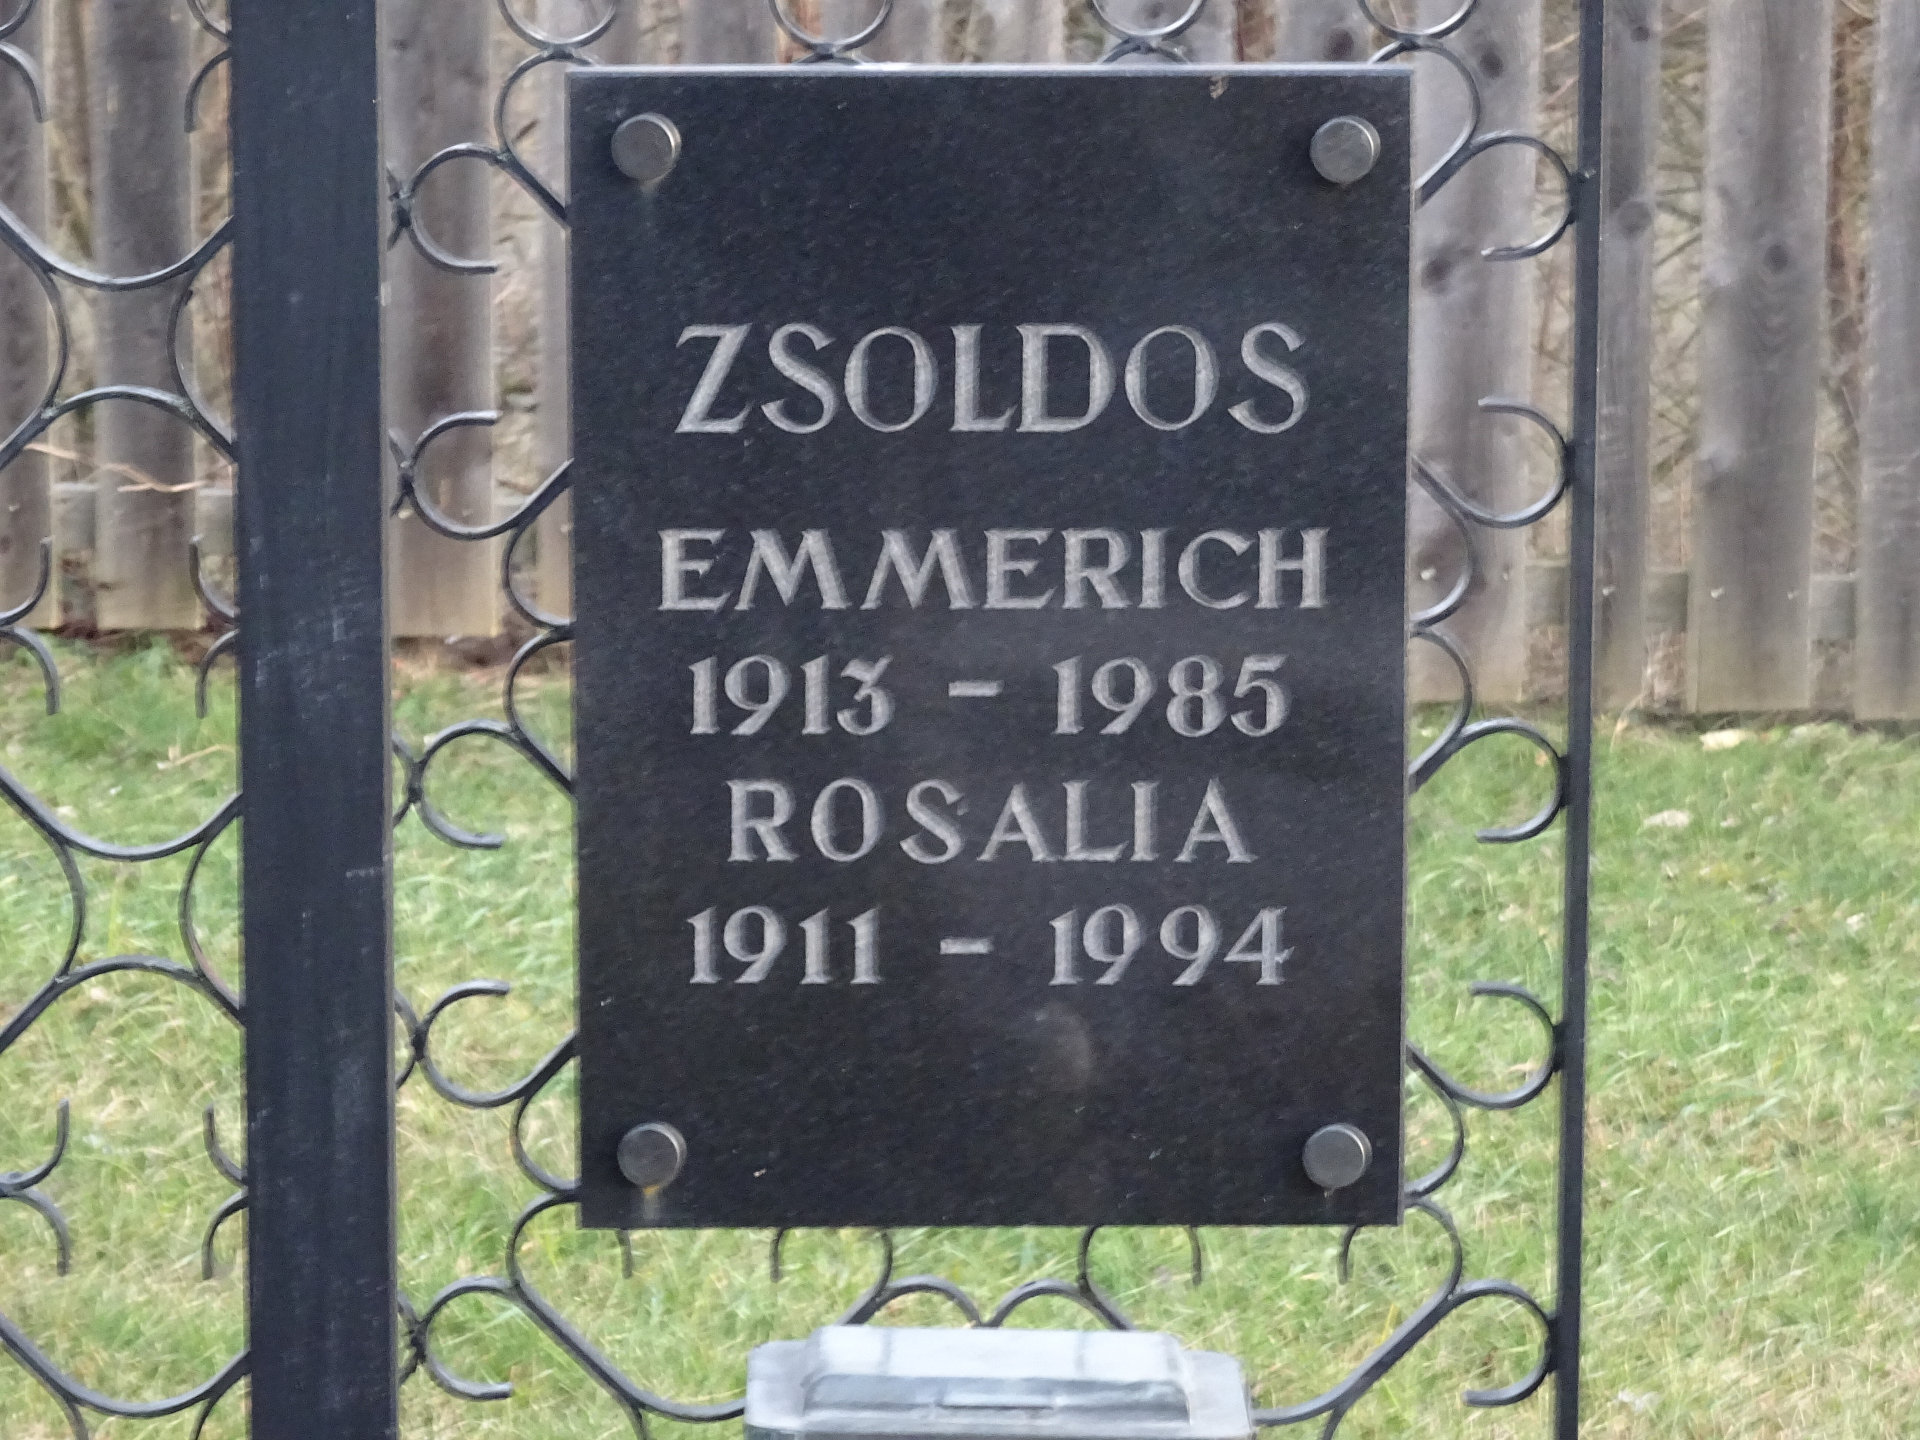 ZSOLDOS
EMMERICH
1913 - 1985
ROSALIA
1911 - 1994